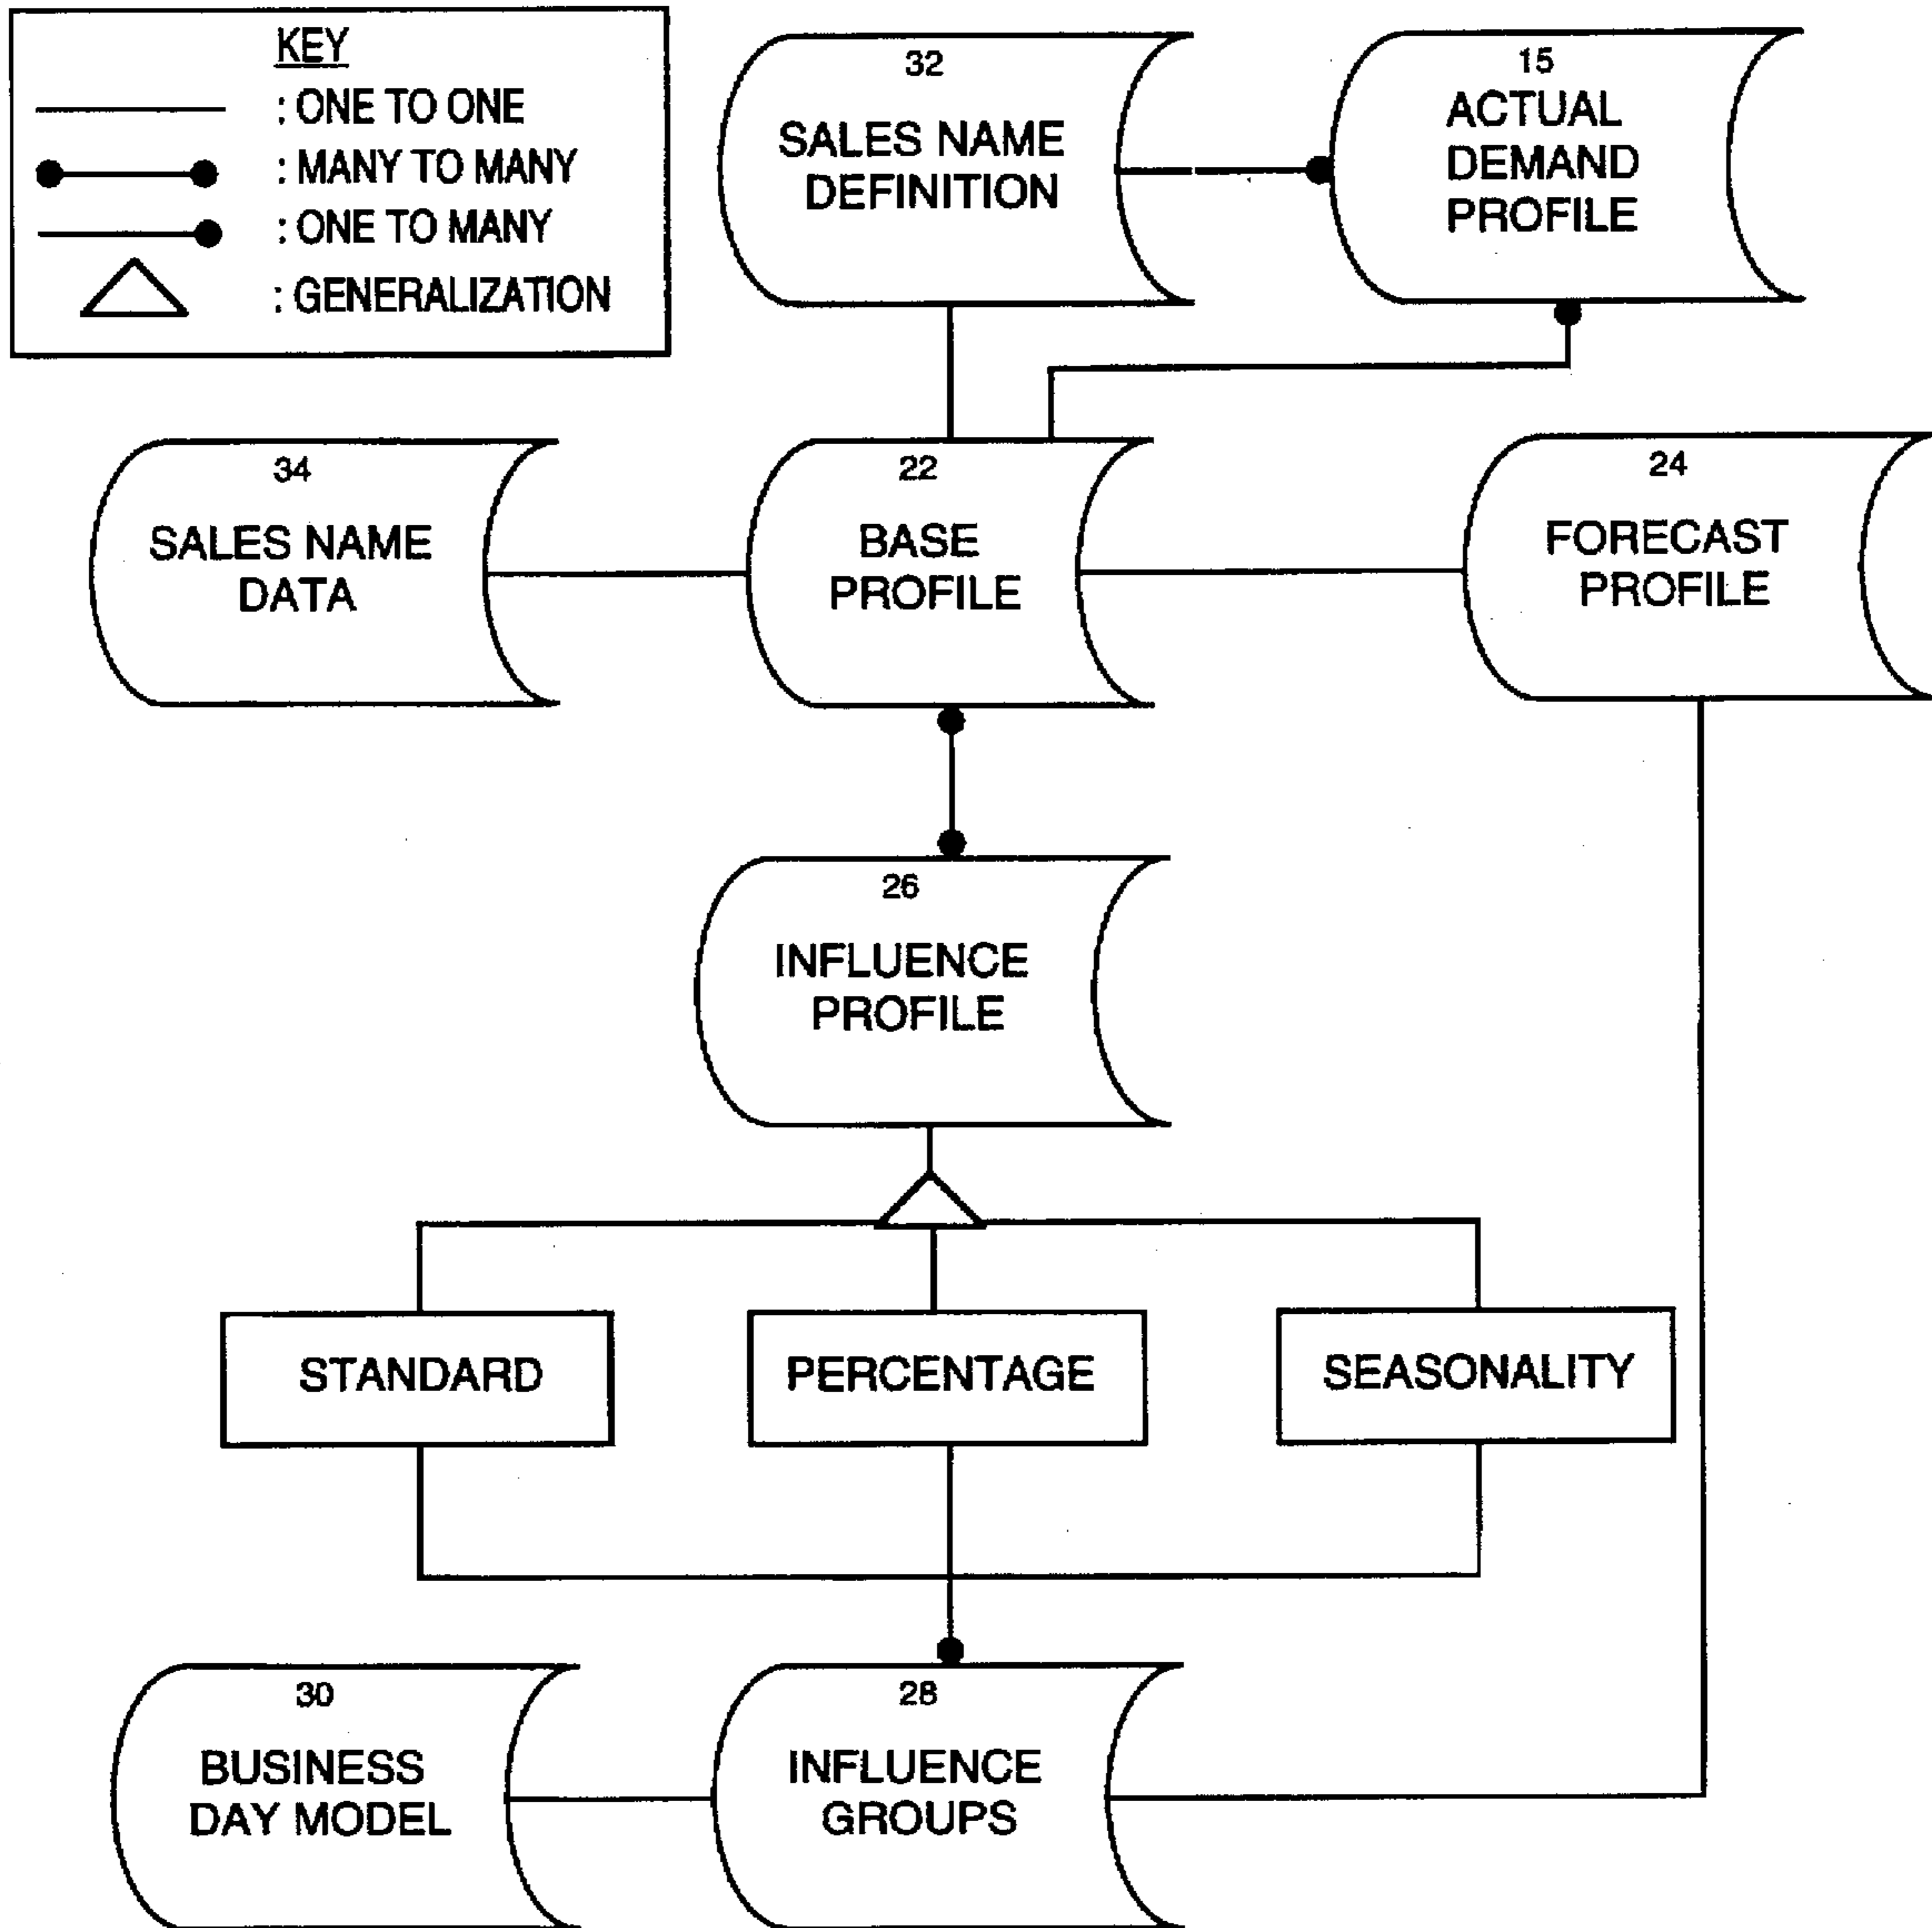 KEY
: ONE TO ONE
: MANY TO MANY
: ONE TO MANY
: GENERALIZATION
32
SALES NAME
DEFINITION
15
ACTUAL
DEMAND
PROFILE
34
SALES NAME
DATA
22
BASE
PROFILE
24
FORECAST
PROFILE
26
INFLUENCE
PROFILE
STANDARD
PERCENTAGE
SEASONALITY
30
BUSINESS
DAY MODEL
28
INFLUENCE
GROUPS